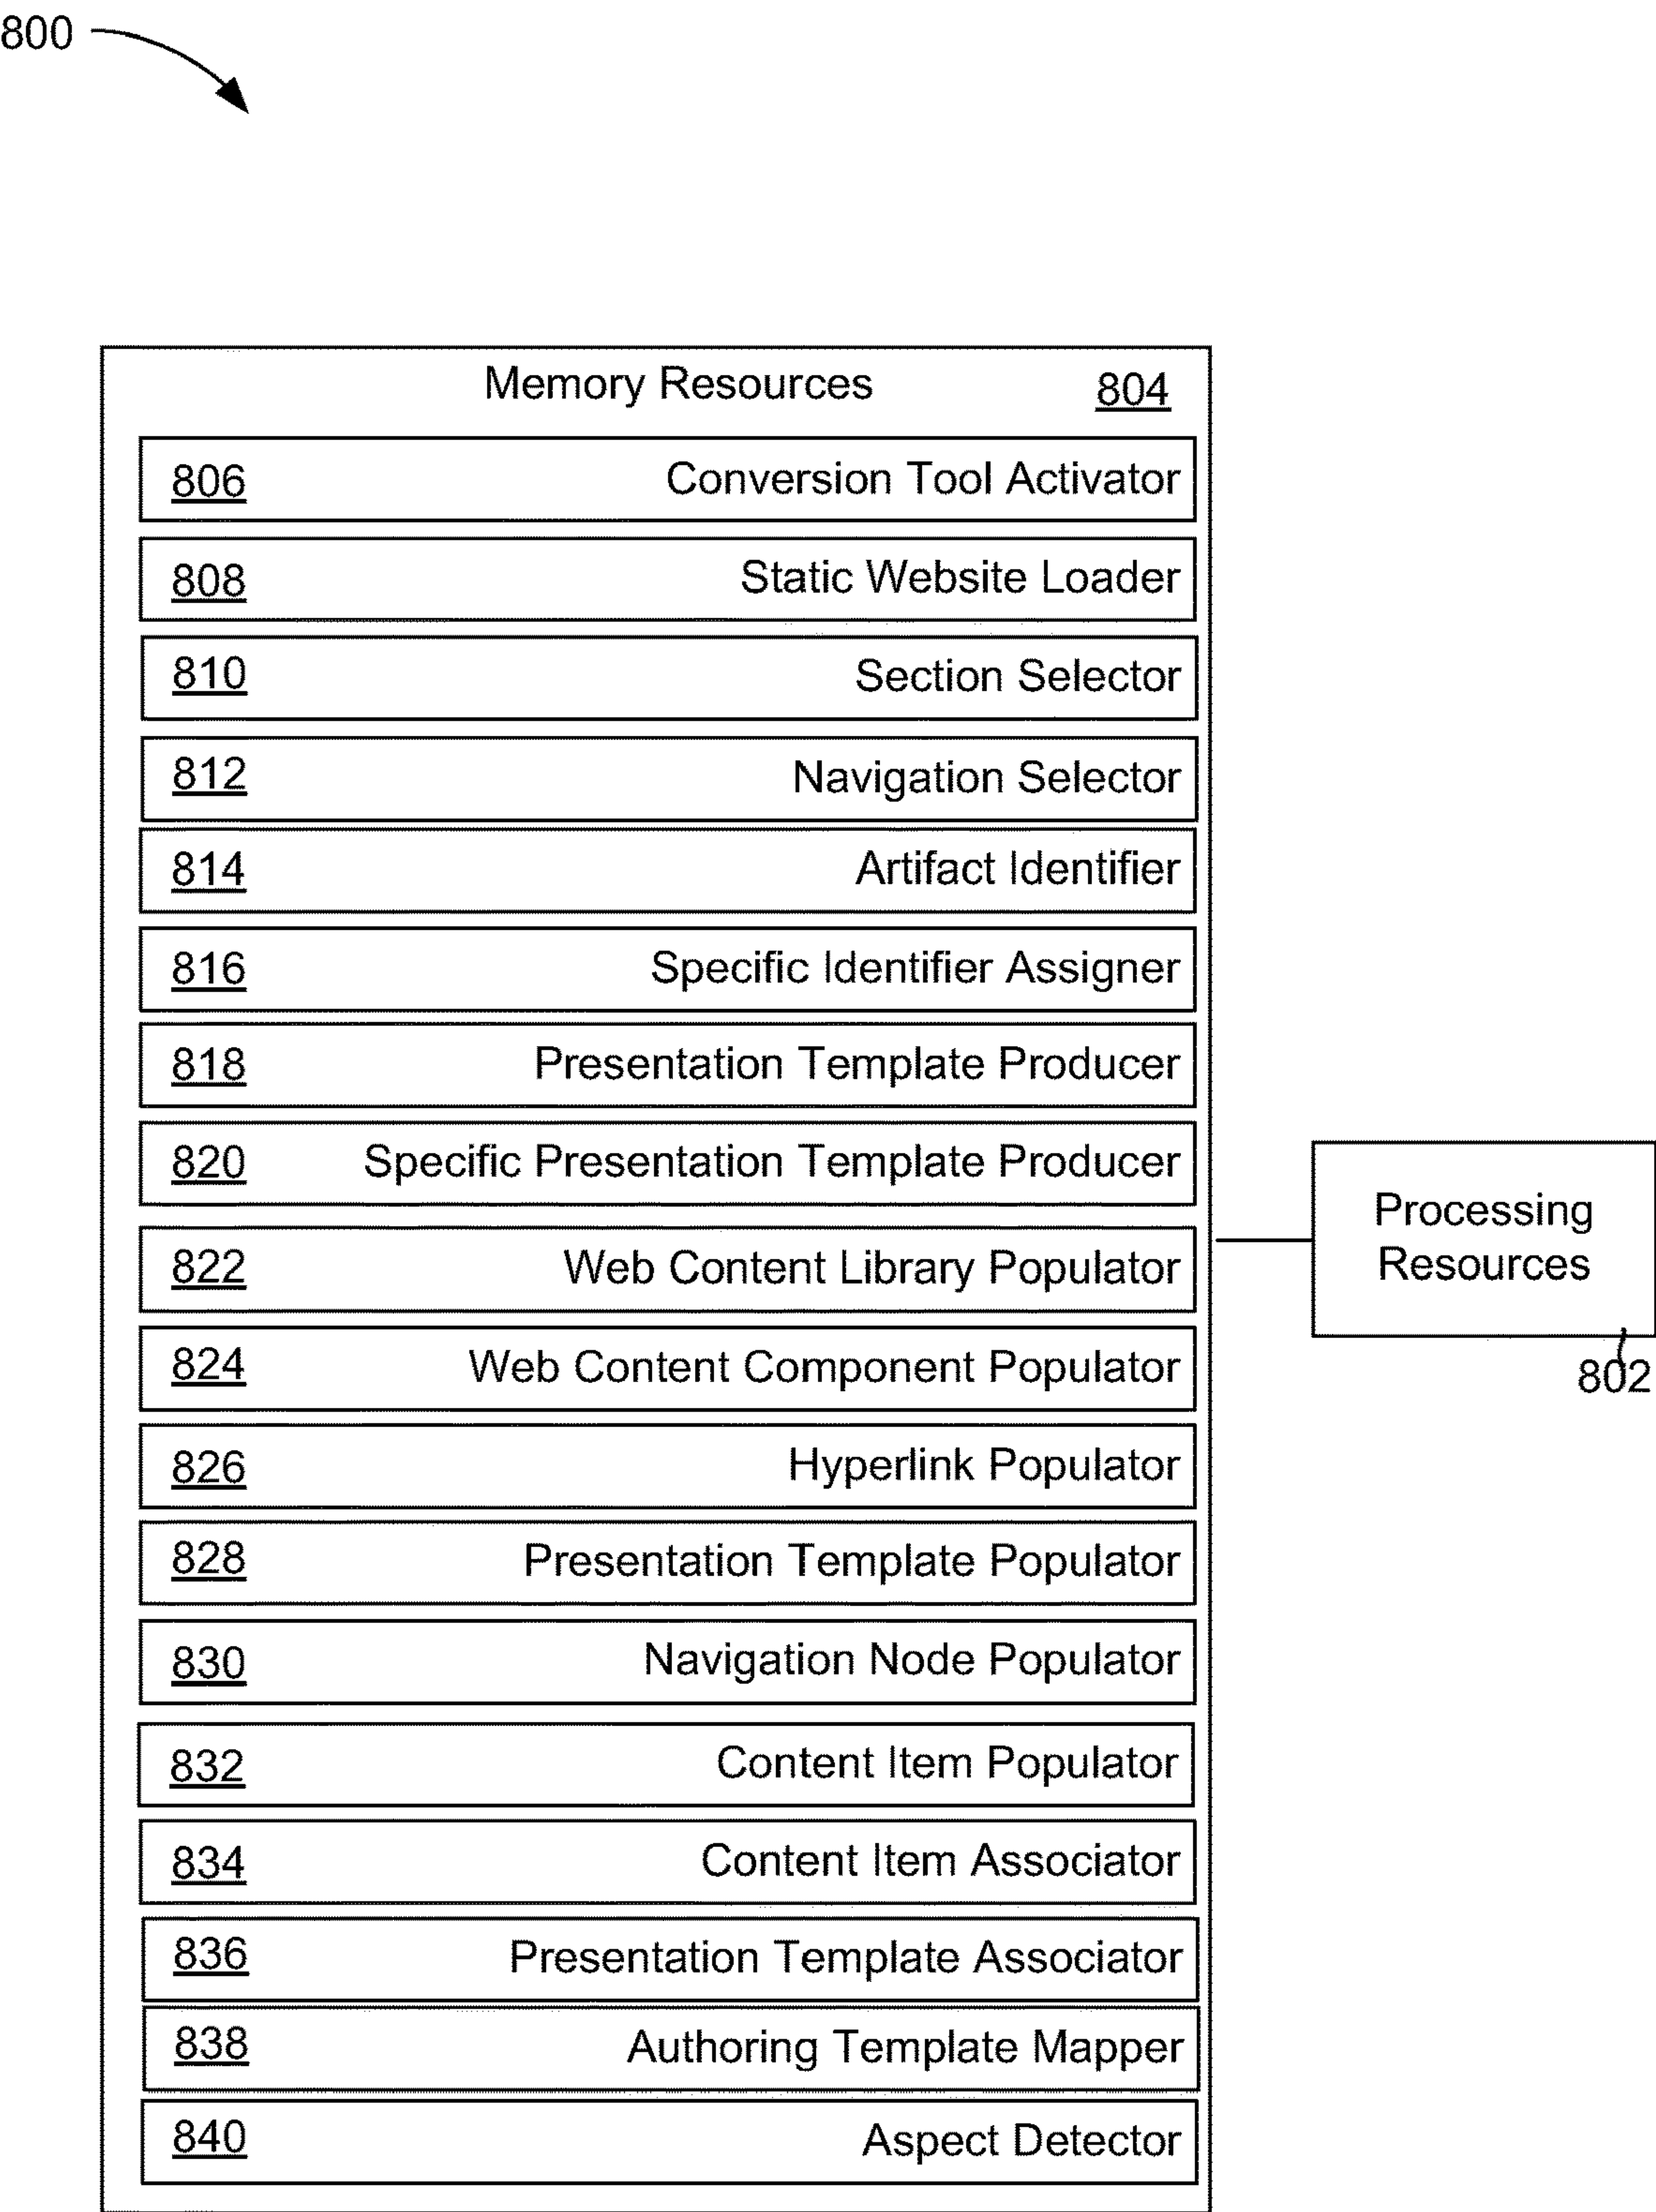 800
Memory Resources 804
806 Conversion Tool Activator
808 Static Website Loader
810 Section Selector
812 Navigation Selector
814 Artifact Identifier
816 Specific Identifier Assigner
818 Presentation Template Producer
820 Specific Presentation Template Producer
822 Web Content Library Populator
824 Web Content Component Populator
826 Hyperlink Populator
828 Presentation Template Populator
830 Navigation Node Populator
832 Content Item Populator
834 Content Item Associator
836 Presentation Template Associator
838 Authoring Template Mapper
840 Aspect Detector
Processing
Resources
802